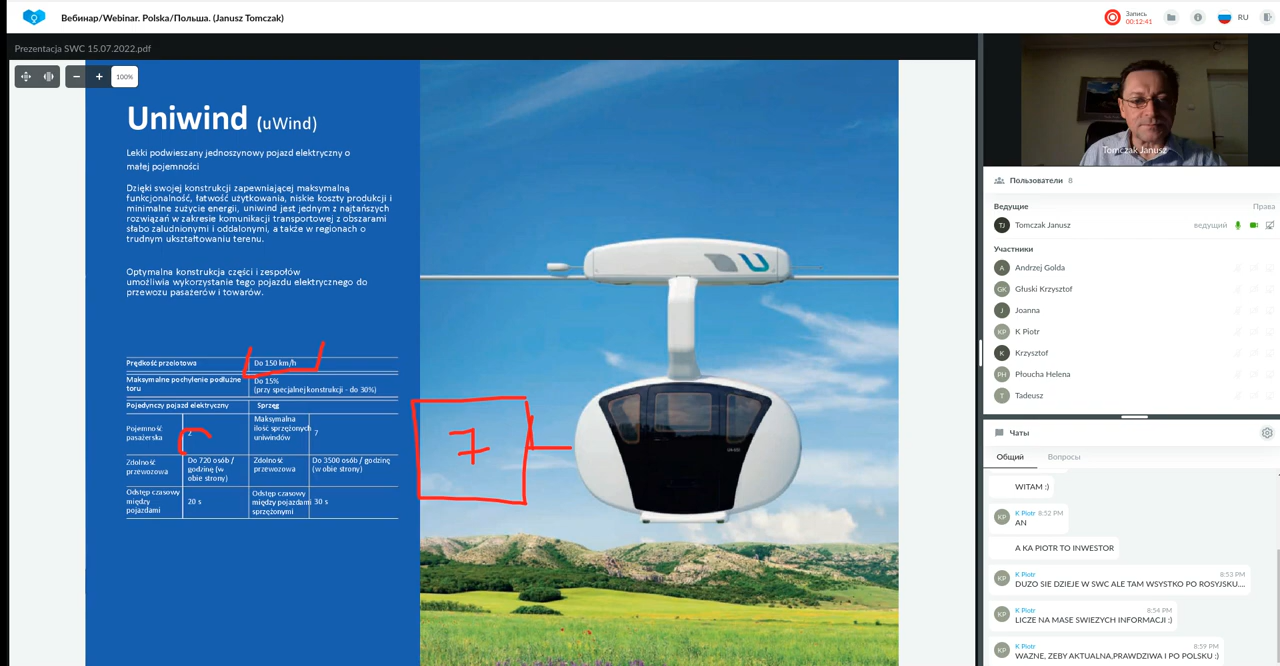 Вебинар/Webinar. Polska/Польша. (Janusz Tomczak)
Запись
00:12:41
RU
Prezentacja SWC 15.07.2022.pdf
100%
Uniwind (uWind)
Lekki podwieszany jednoszynowy pojazd elektryczny o
małej pojemności
Dzięki swojej konstrukcji zapewniającej maksymalną
funkcjonalność, łatwość użytkowania, niskie koszty produkcji i
minimalne zużycie energii, uniwind jest jednym z najtańszych
rozwiązań w zakresie komunikacji transportowej z obszarami
słabo zaludnionymi i oddalonymi, a także w regionach o
trudnym ukształtowaniu terenu.
Optymalna konstrukcja części i zespołów
umożliwia wykorzystanie tego pojazdu elektrycznego do
przewozu pasażerów i towarów.
Prędkość przelotowa
Do 150 km/h
Maksymalne pochylenie podłużne
toru
Do 15%
(przy specjalnej konstrukcji - do 30%)
Pojedynczy pojazd elektryczny
Sprzęg
Pojemność
pasażerska
2
Maksymalna
ilość sprzężonych
uniwindów
7
Zdolność
przewozowa
Do 720 osób /
godzinę (w
obie strony)
Zdolność
przewozowa
Do 3500 osób / godzinę
(w obie strony)
Odstęp czasowy
między
pojazdami
20 s
Odstęp czasowy
między pojazdami
sprzężonymi
30 s
7
Tomczak Janusz
Пользователи 8
Ведущие
Права
TJ
Tomczak Janusz
ведущий
Участники
A
Andrzej Golda
GK
Głuski Krzysztof
J
Joanna
KP
K Piotr
K
Krzysztof
PH
Płoucha Helena
T
Tadeusz
Чаты
Общий
Вопросы
WITAM :)
KP
K Piotr 8:52 PM
AN
A KA PIOTR TO INWESTOR
KP
K Piotr 8:53 PM
DUZO SIE DZIEJE W SWC ALE TAM WSYSTKO PO ROSYJSKU....
KP
K Piotr 8:54 PM
LICZE NA MASE SWIEZYCH INFORMACJI :)
KP
K Piotr 8:59 PM
WAZNE, ZEBY AKTUALNA,PRAWDZIWA I PO POLSKU :)